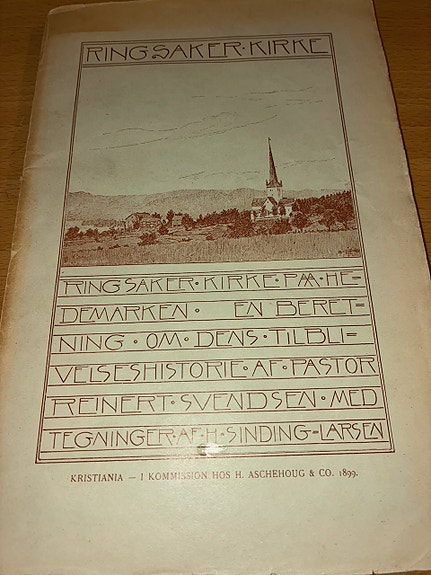 RINGSAKER·KIRKE
RINGSAKER·KIRKE·PAA·HE=
DEMARKEN· EN BERET=
NING·OM·DENS·TILBLI=
VELSESHISTORIE·AF·PASTOR
REINERT·SVENDSEN·MED
TEGNINGER·AF·H·SINDING=LARSEN
KRISTIANIA — I KOMMISSION HOS H. ASCHEHOUG & CO. 1899.